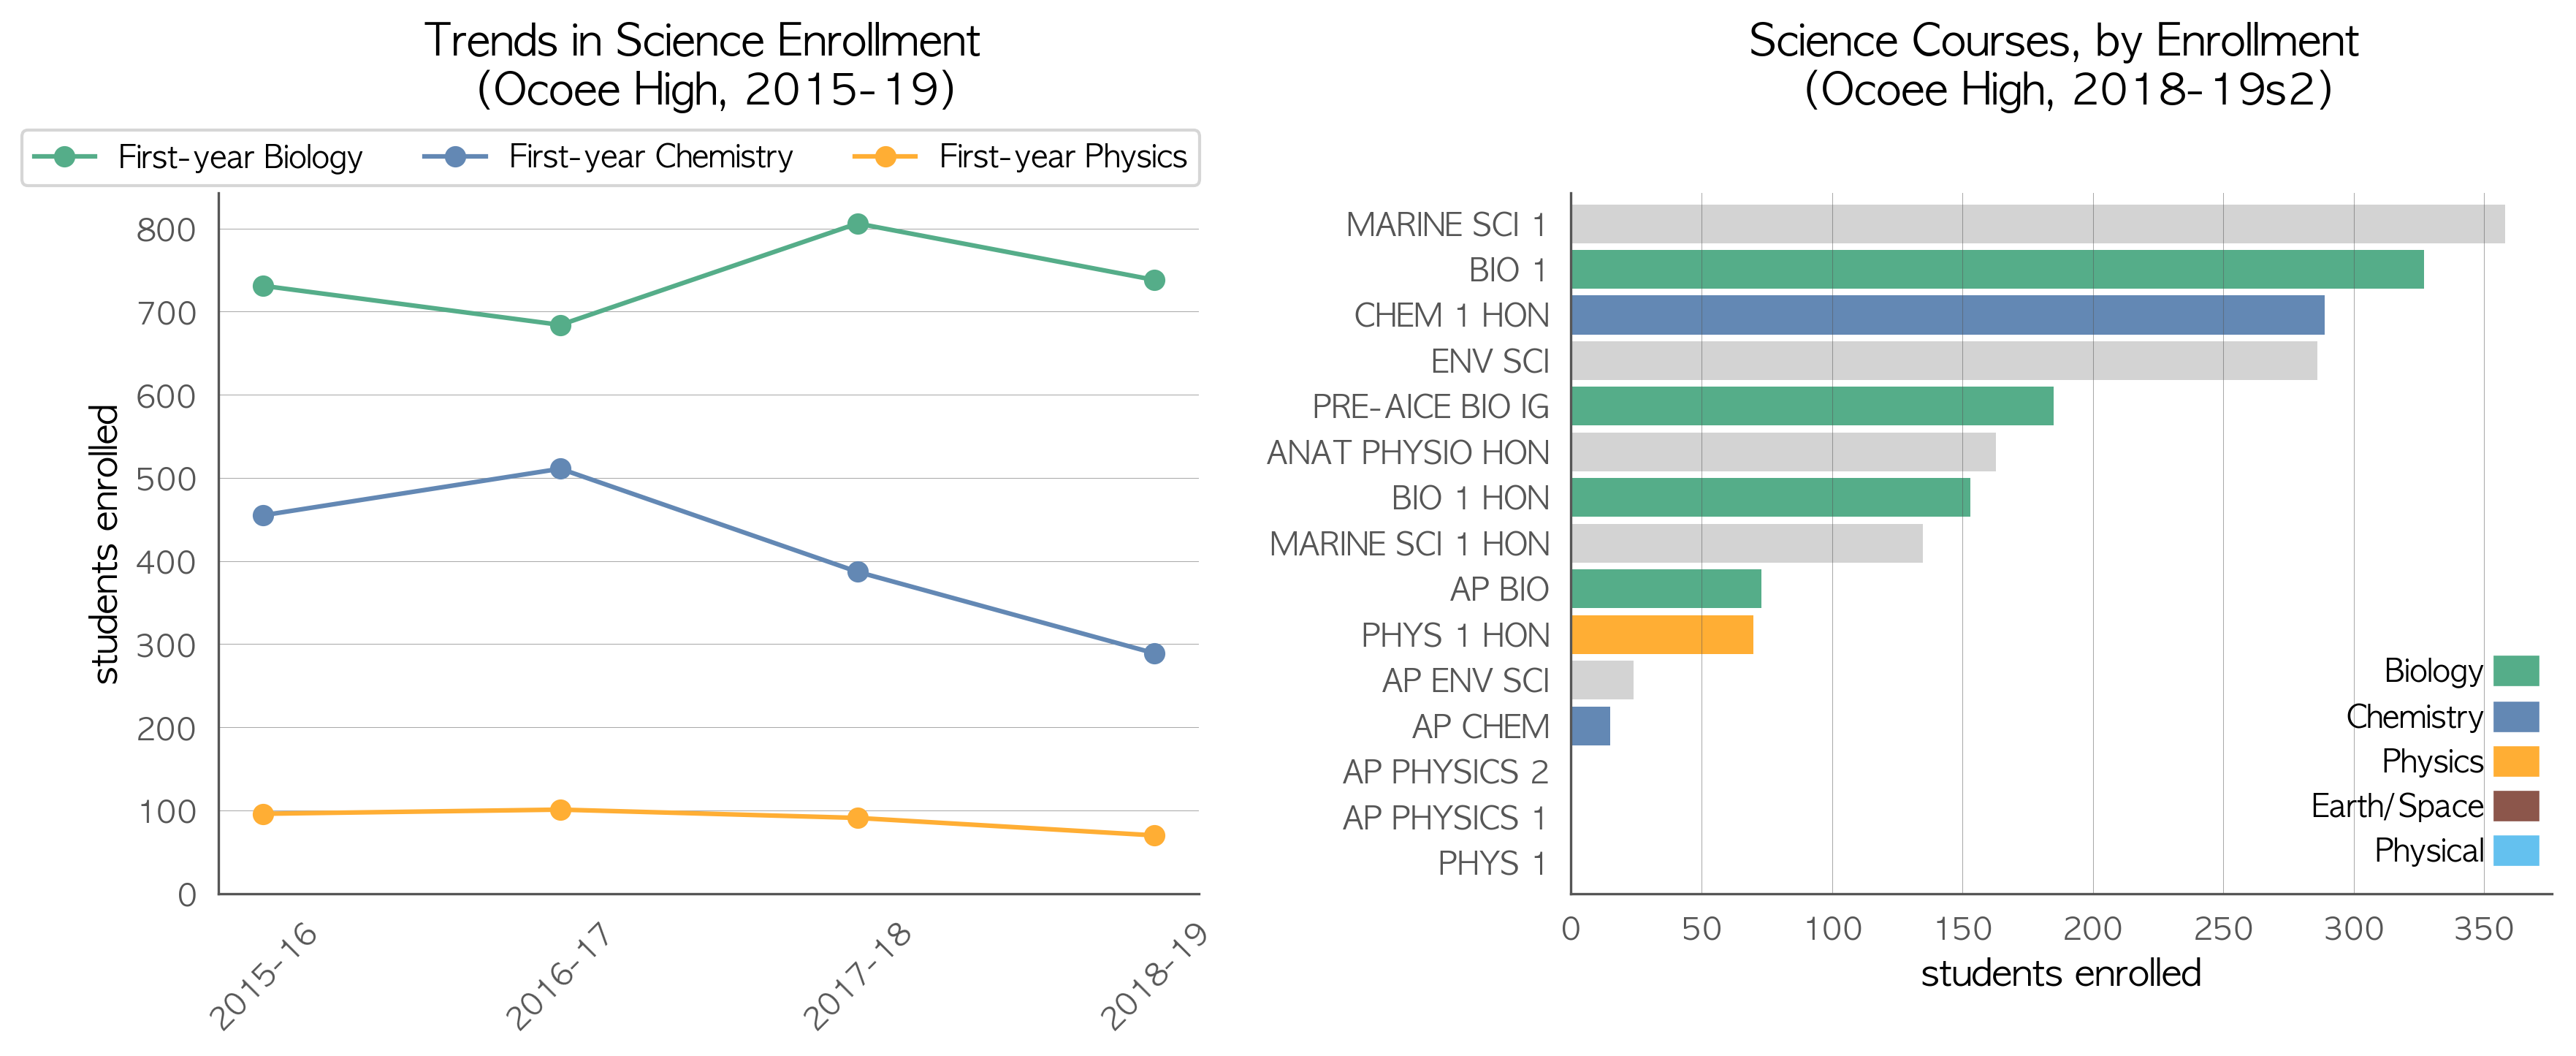 Trends in Science Enrollment
(Ocoee High, 2015-19)
First-year Biology
First-year Chemistry
First-year Physics
students enrolled
800
700
600
500
400
300
200
100
0
2015-16
2016-17
2017-18
2018-19
Science Courses, by Enrollment
(Ocoee High, 2018-19s2)
MARINE SCI 1
BIO 1
CHEM 1 HON
ENV SCI
PRE-AICE BIO IG
ANAT PHYSIO HON
BIO 1 HON
MARINE SCI 1 HON
AP BIO
PHYS 1 HON
AP ENV SCI
AP CHEM
AP PHYSICS 2
AP PHYSICS 1
PHYS 1
Biology
Chemistry
Physics
Earth/Space
Physical
0 50 100 150 200 250 300 350
students enrolled